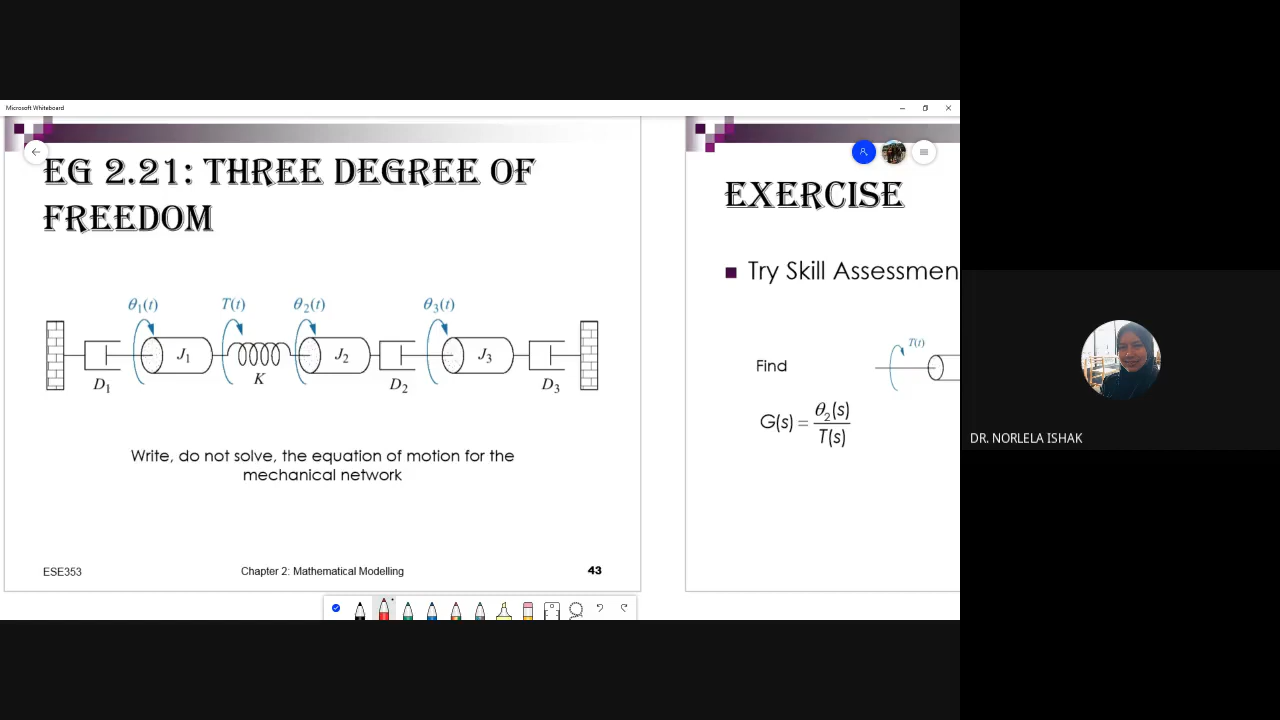 Microsoft Whiteboard
EG 2.21: THREE DEGREE OF
FREEDOM
θ1(t)
T(t)
θ2(t)
θ3(t)
J1
J2
J3
K
D1
D2
D3
Write, do not solve, the equation of motion for the
mechanical network
ESE353
Chapter 2: Mathematical Modelling
43
EXERCISE
Try Skill Assessmen
T(t)
Find
G(s) = θ2(s)
T(s)
DR. NORLELA ISHAK